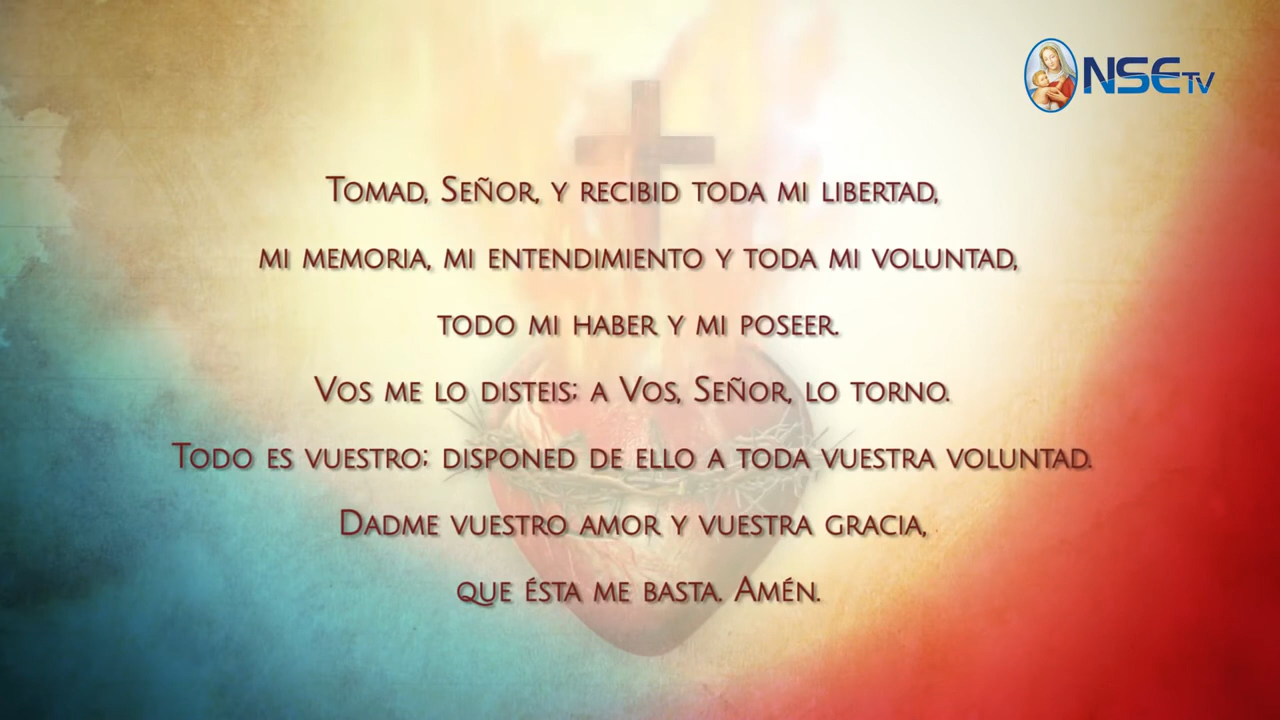 NSE TV
Tomad, Señor, y recibid toda mi libertad,
mi memoria, mi entendimiento y toda mi voluntad,
todo mi haber y mi poseer.
Vos me lo disteis; a Vos, Señor, lo torno.
Todo es vuestro; disponed de ello a toda vuestra voluntad.
Dadme vuestro amor y vuestra gracia,
que ésta me basta. Amén.